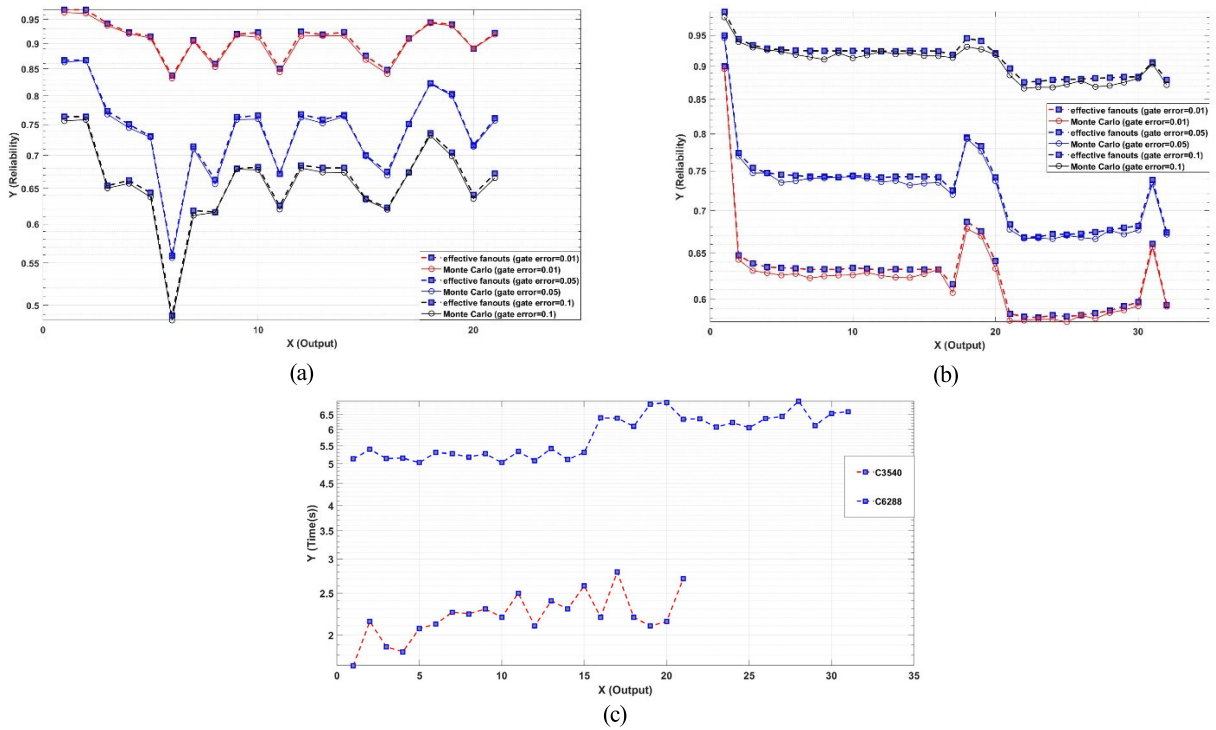 0.95
0.9
0.85
0.8
0.75
0.7
0.65
0.6
0.55
0.5
Y (Reliability)
0
10
20
X (Output)
effective fanouts (gate error=0.01)
Monte Carlo (gate error=0.01)
effective fanouts (gate error=0.05)
Monte Carlo (gate error=0.05)
effective fanouts (gate error=0.1)
Monte Carlo (gate error=0.1)
(a)
0.95
0.9
0.85
0.8
0.75
0.7
0.65
0.6
Y (Reliability)
0
10
20
30
X (Output)
effective fanouts (gate error=0.01)
Monte Carlo (gate error=0.01)
effective fanouts (gate error=0.05)
Monte Carlo (gate error=0.05)
effective fanouts (gate error=0.1)
Monte Carlo (gate error=0.1)
(b)
6.5
6
5.5
5
4.5
4
3.5
3
2.5
2
Y (Time(s))
0
5
10
15
20
25
30
35
X (Output)
C3540
C6288
(c)